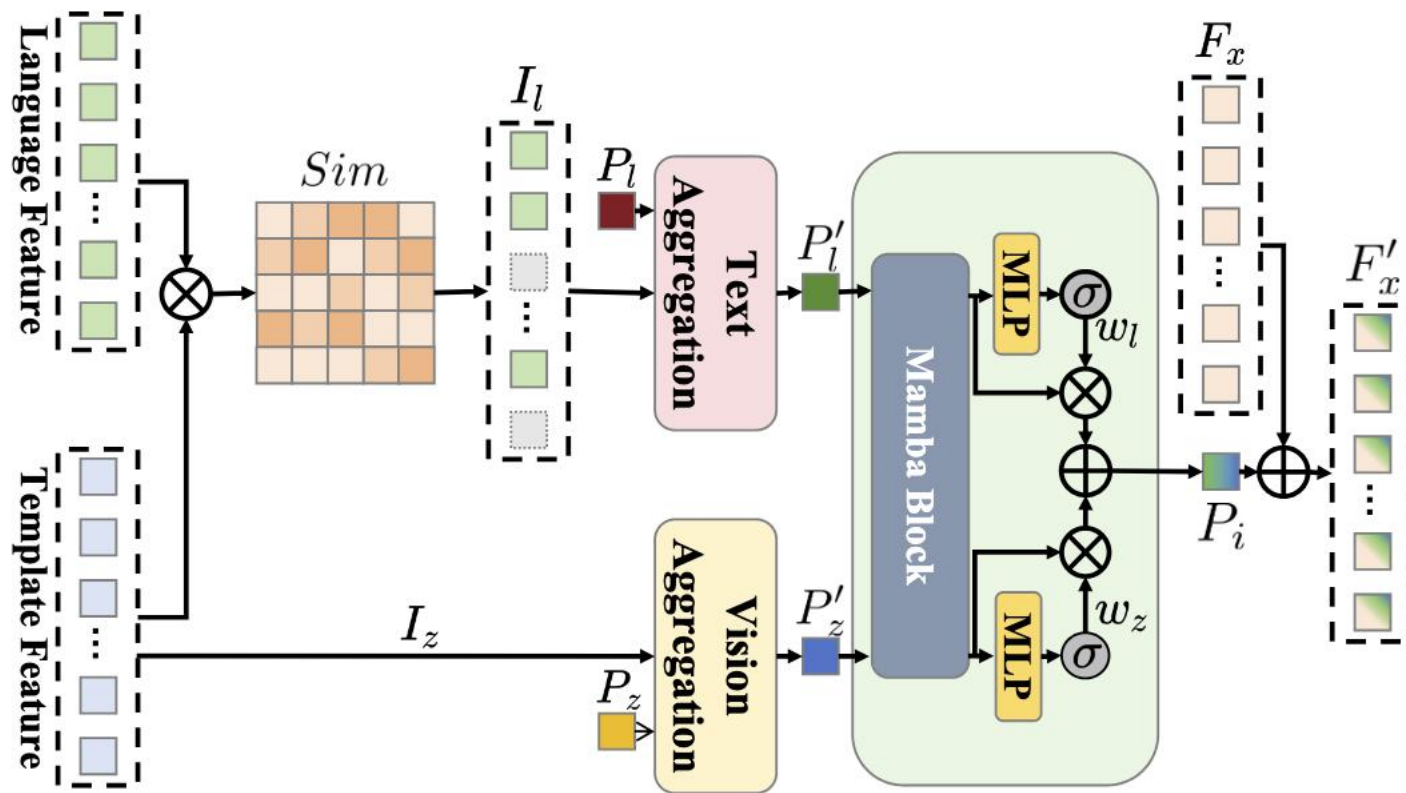 Language Feature
...
Template Feature
...
Sim
I_l
...
P_l
Text
Aggregation
P'_l
I_z
P_z
Vision
Aggregation
P'_z
Mamba Block
MLP
σ
w_l
MLP
σ
w_z
P_i
F_x
...
F'_x
...